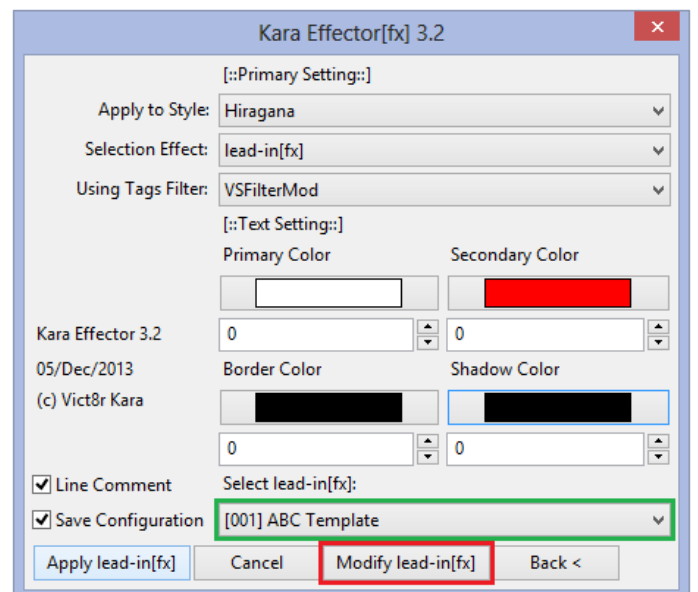 Kara Effector[fx] 3.2
[::Primary Setting::]
Apply to Style: Hiragana
Selection Effect: lead-in[fx]
Using Tags Filter: VSFilterMod
[::Text Setting::]
Primary Color Secondary Color
Kara Effector 3.2 0 0
05/Dec/2013 Border Color Shadow Color
(c) Vict8r Kara
0 0
Line Comment Select lead-in[fx]:
Save Configuration [001] ABC Template
Apply lead-in[fx] Cancel Modify lead-in[fx] Back <